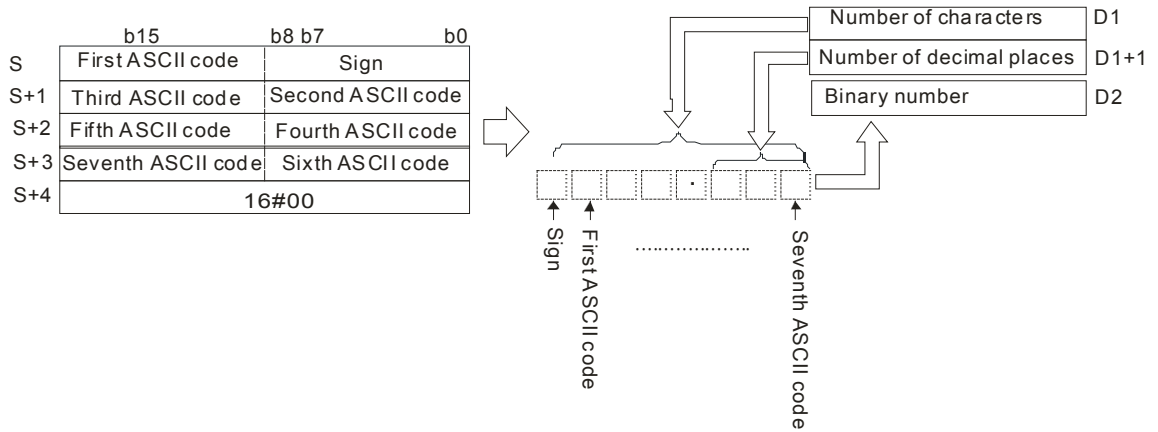 b15 b8 b7 b0
S First ASCII code Sign
S+1 Third ASCII code Second ASCII code
S+2 Fifth ASCII code Fourth ASCII code
S+3 Seventh ASCII code Sixth ASCII code
S+4 16#00
Number of characters D1
Number of decimal places D1+1
Binary number D2
.
Sign
First ASCII code
....................
Seventh ASCII code